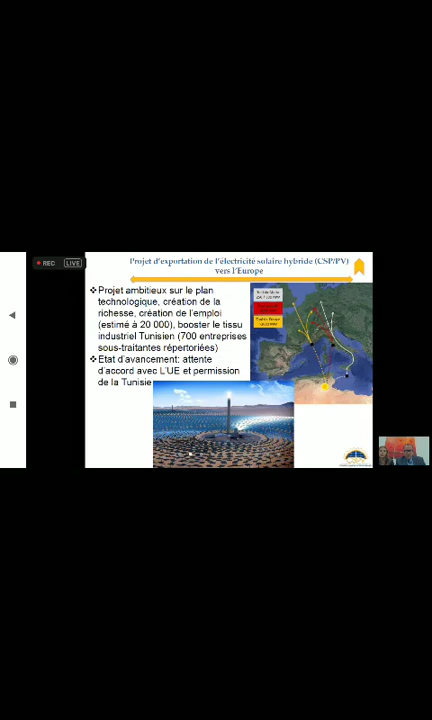 REC
LIVE
Projet d'exportation de l'électricité solaire hybride (CSP/PV)
vers l'Europe
❖Projet ambitieux sur le plan
technologique, création de la
richesse, création de l'emploi
(estimé à 20 000), booster le tissu
industriel Tunisien (700 entreprises
sous-traitantes répertoriées)
❖Etat d'avancement: attente
d'accord avec L'UE et permission
de la Tunisie